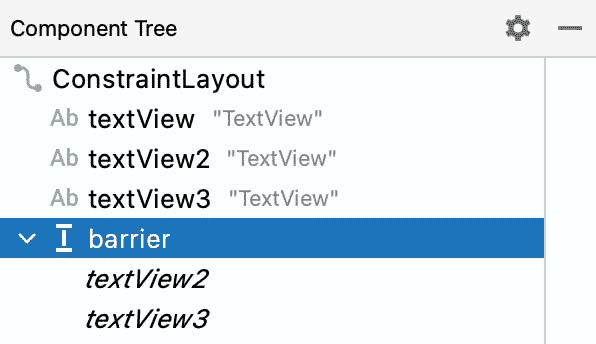 Component Tree
ConstraintLayout
Ab textView "TextView"
Ab textView2 "TextView"
Ab textView3 "TextView"
barrier
textView2
textView3